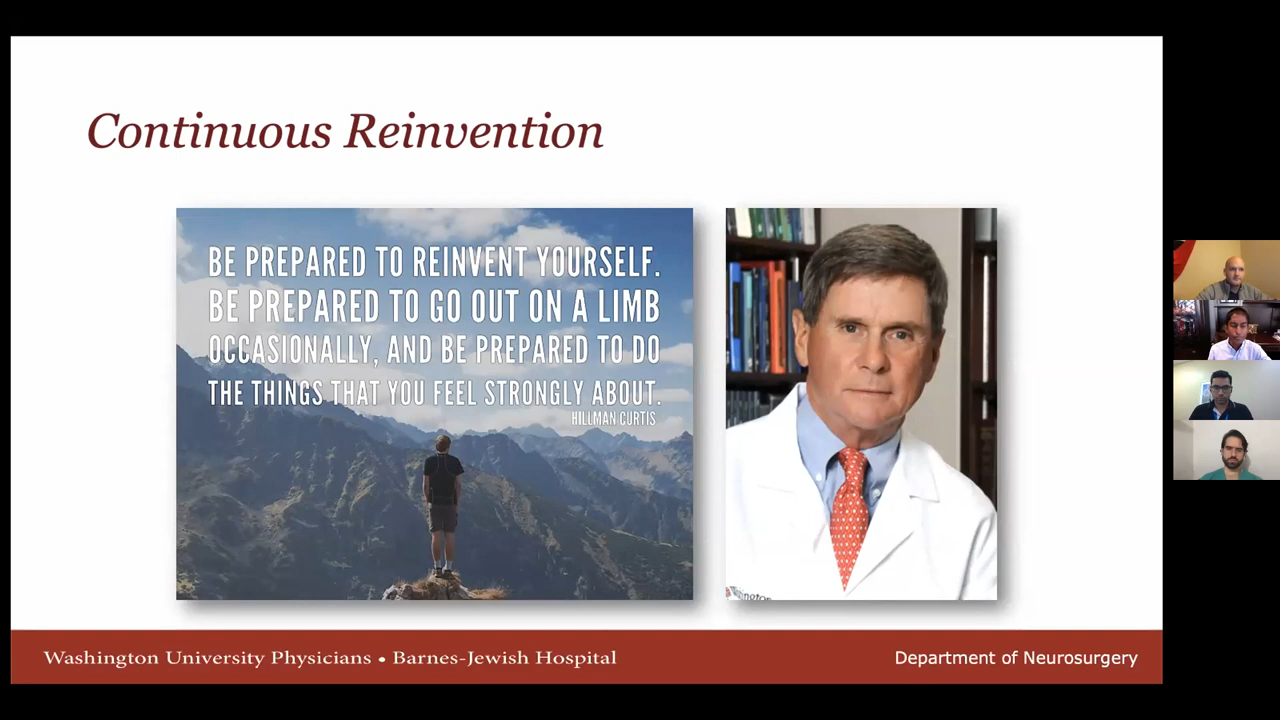 Continuous Reinvention
BE PREPARED TO REINVENT YOURSELF.
BE PREPARED TO GO OUT ON A LIMB
OCCASIONALLY, AND BE PREPARED TO DO
THE THINGS THAT YOU FEEL STRONGLY ABOUT.
HILLMAN CURTIS
Washington University Physicians • Barnes-Jewish Hospital
Department of Neurosurgery